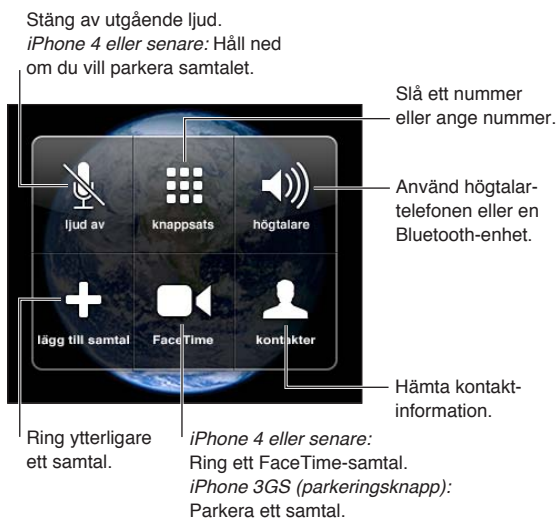 Stäng av utgående ljud.
iPhone 4 eller senare: Håll ned
om du vill parkera samtalet.
Slå ett nummer
eller ange nummer.
Använd högtalar-
telefonen eller en
Bluetooth-enhet.
ljud av
knappsats
högtalare
lägg till samtal
FaceTime
kontakter
Hämta kontakt-
information.
Ring ytterligare
ett samtal.
iPhone 4 eller senare:
Ring ett FaceTime-samtal.
iPhone 3GS (parkeringsknapp):
Parkera ett samtal.